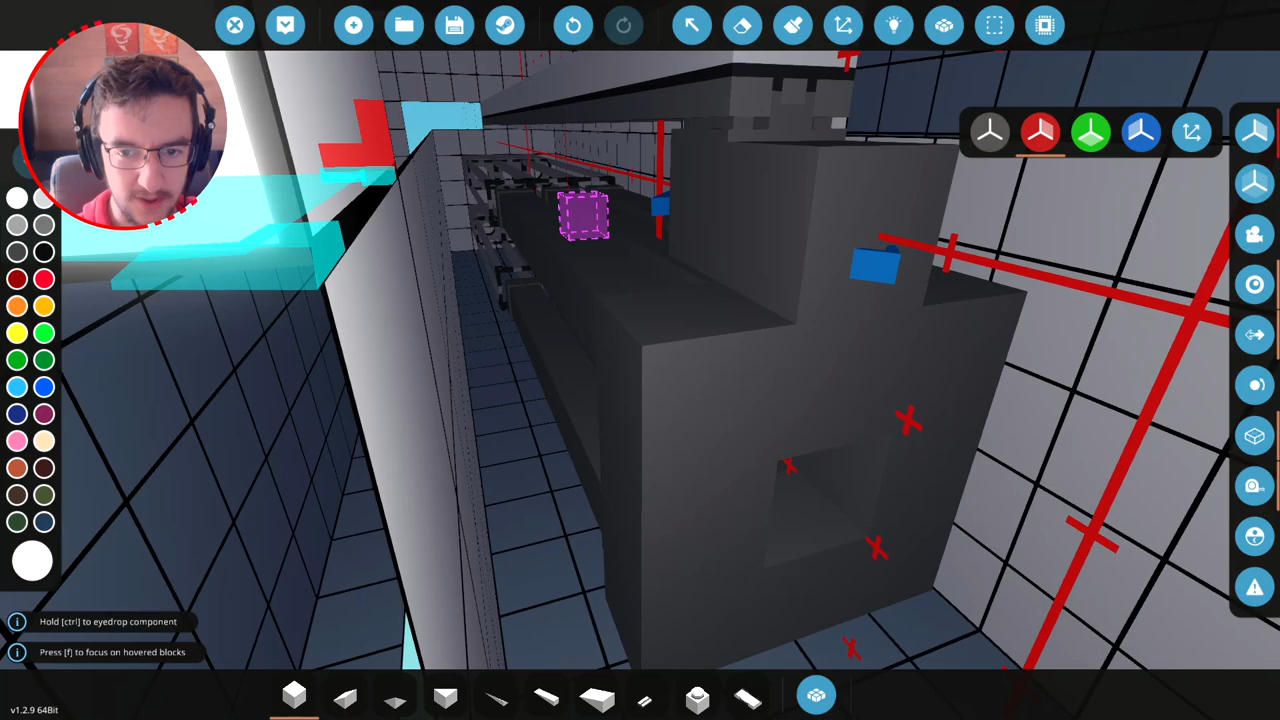 Hold [ctrl] to eyedrop component
Press [f] to focus on hovered blocks
v1.2.9 64Bit